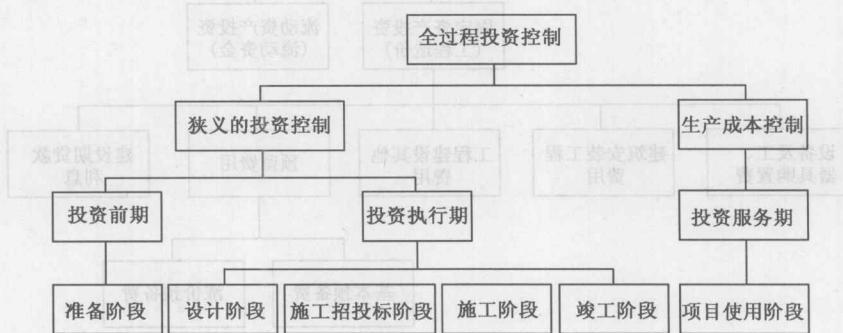 全过程投资控制
狭义的投资控制
生产成本控制
投资前期
投资执行期
投资服务期
准备阶段
设计阶段
施工招投标阶段
施工阶段
竣工阶段
项目使用阶段